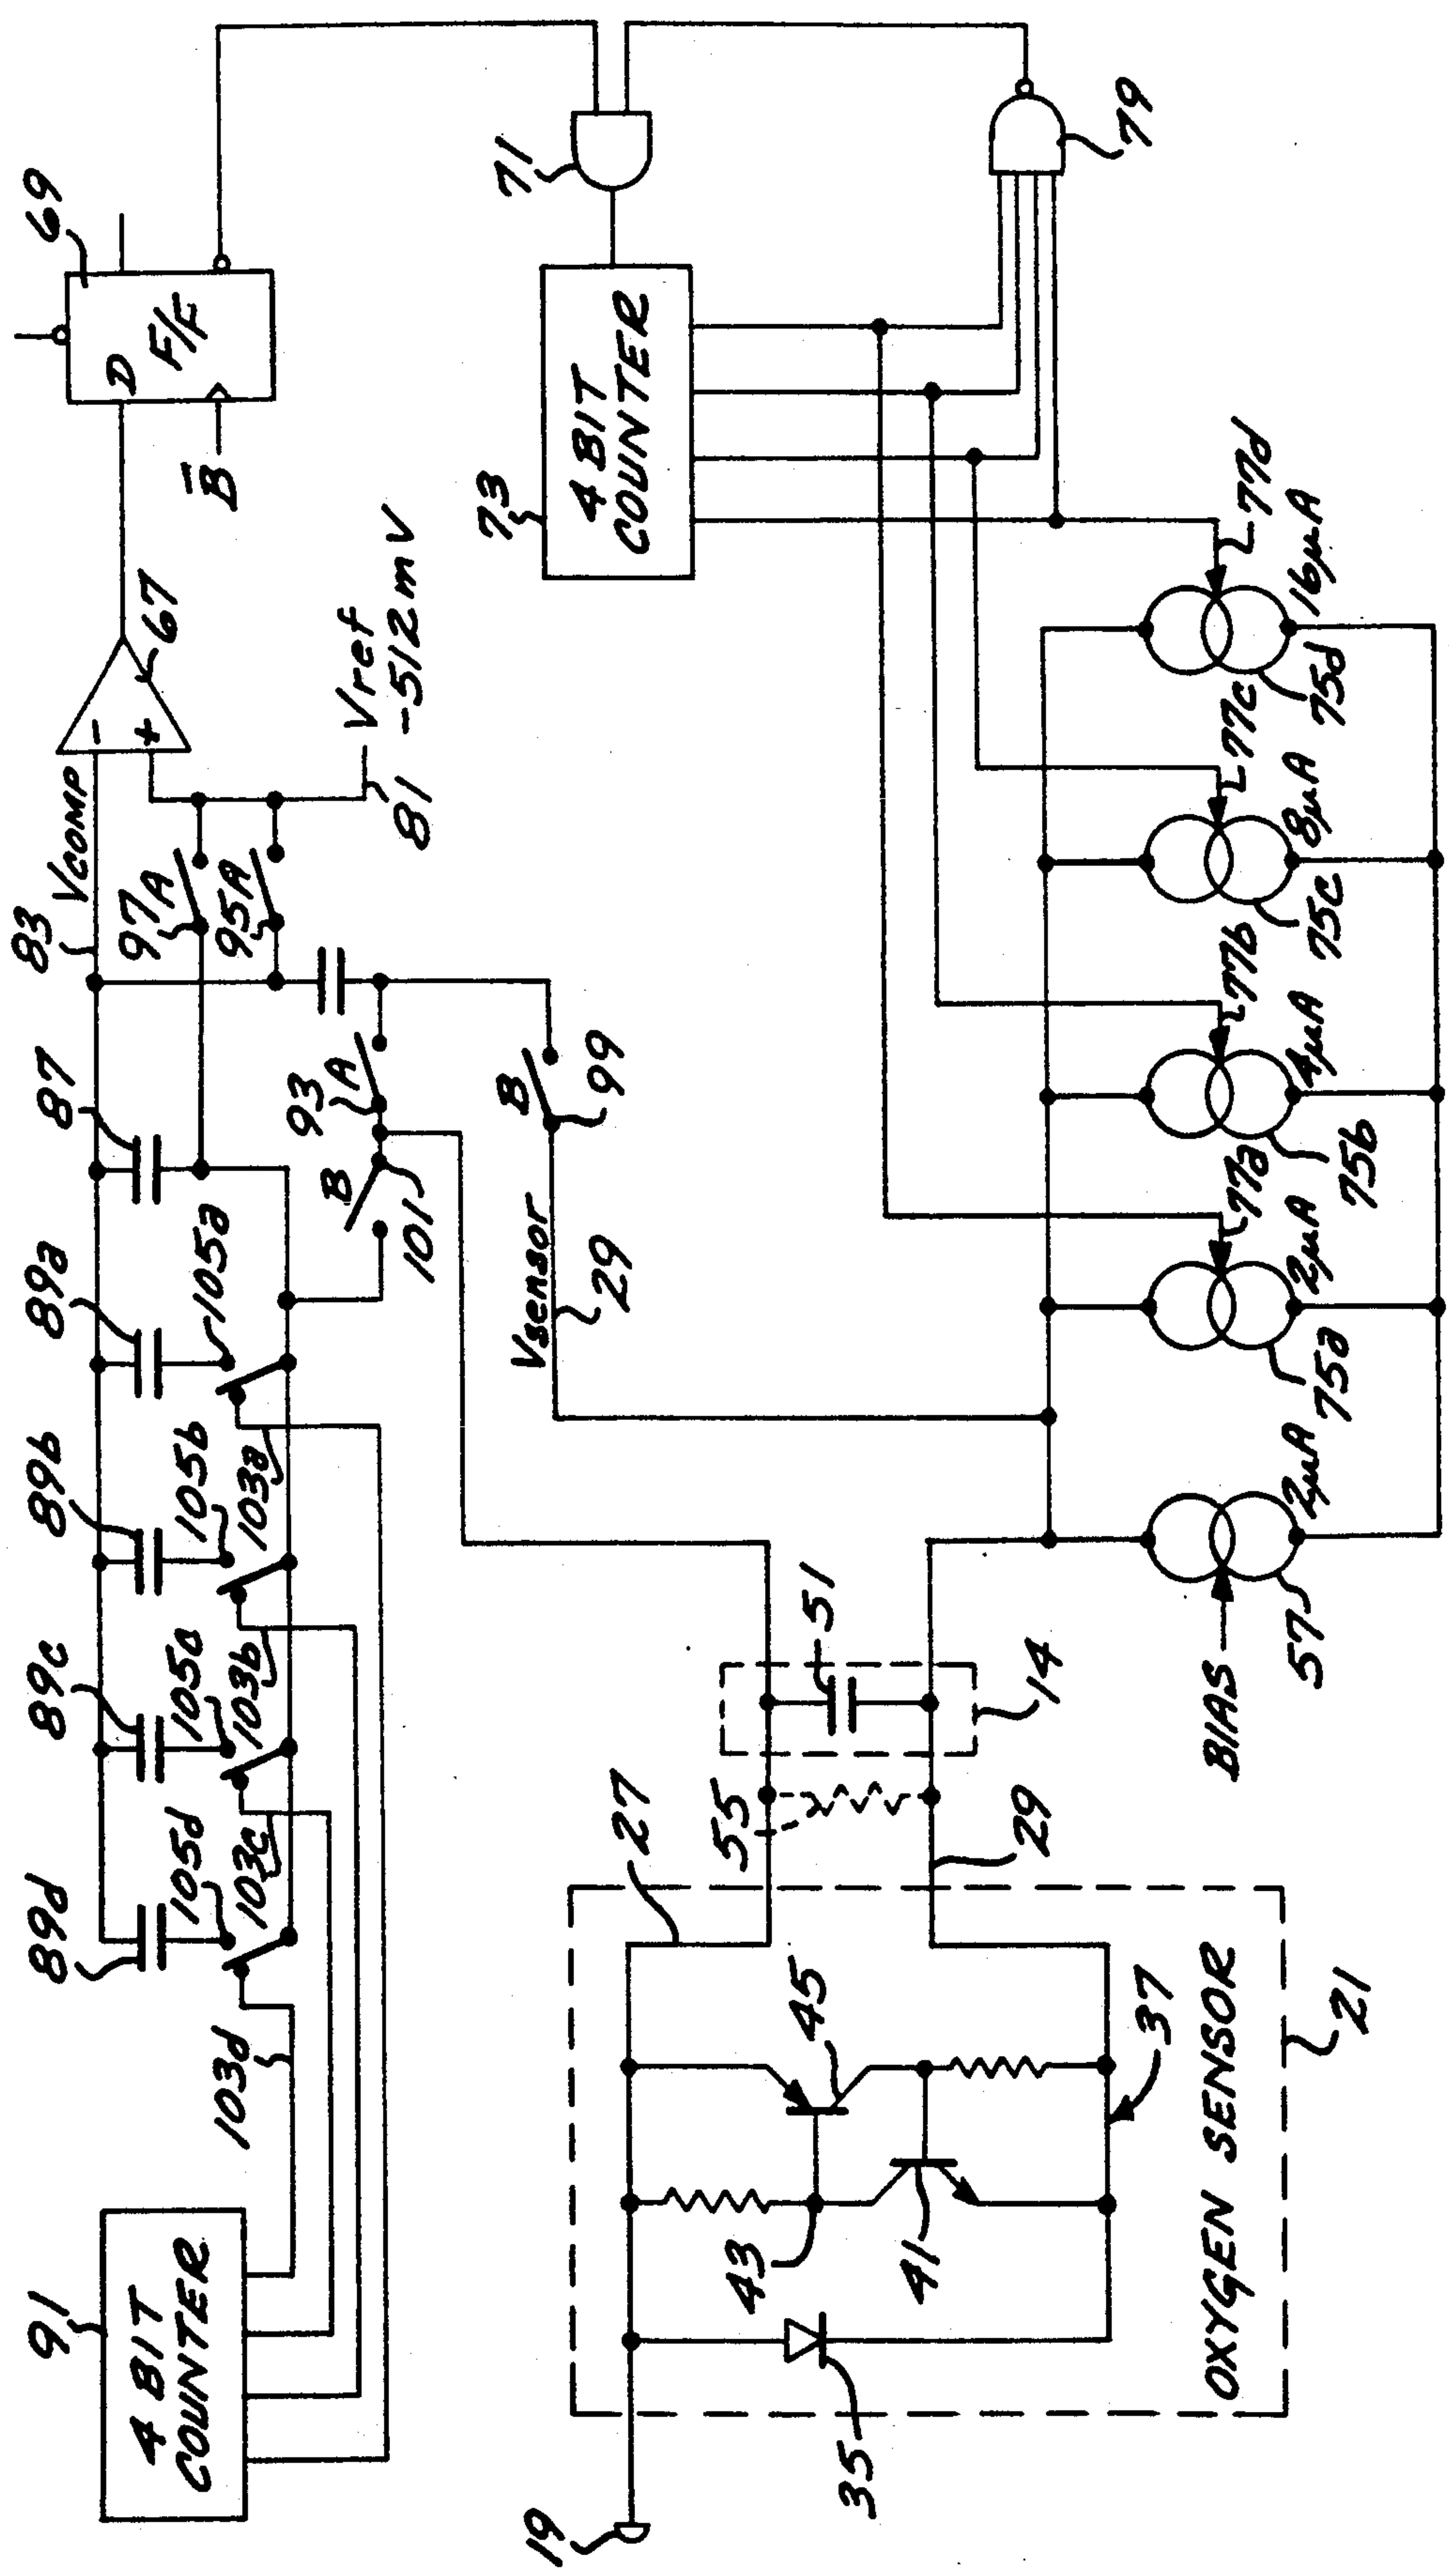 91
4 BIT
COUNTER
103d
89d
105d
103c
89c
105c
103b
89b
105b
103a
89a
105a
87
83
VCOMP
97A
95A
67
-
+
69
D
F/F
B̅
81
Vref
-512mV
93
A
B
101
B
99
Vsensor
29
71
73
4 BIT
COUNTER
79
19
35
43
41
45
37
27
OXYGEN SENSOR
21
55
51
14
29
BIAS
57
2μA
75a
2μA
77a
75b
4μA
77b
75c
8μA
77c
75d
16μA
77d